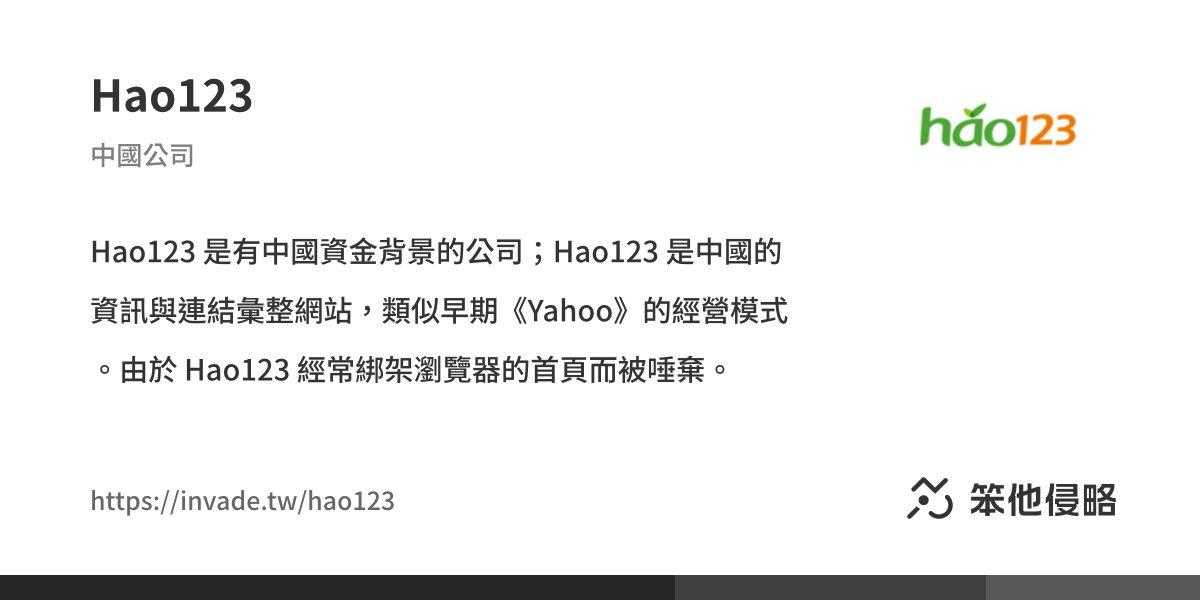 Hao123
中國公司
hao123
Hao123 是有中國資金背景的公司；Hao123 是中國的
資訊與連結彙整網站，類似早期《Yahoo》的經營模式
。由於 Hao123 經常綁架瀏覽器的首頁而被唾棄。
https://invade.tw/hao123
笨他侵略